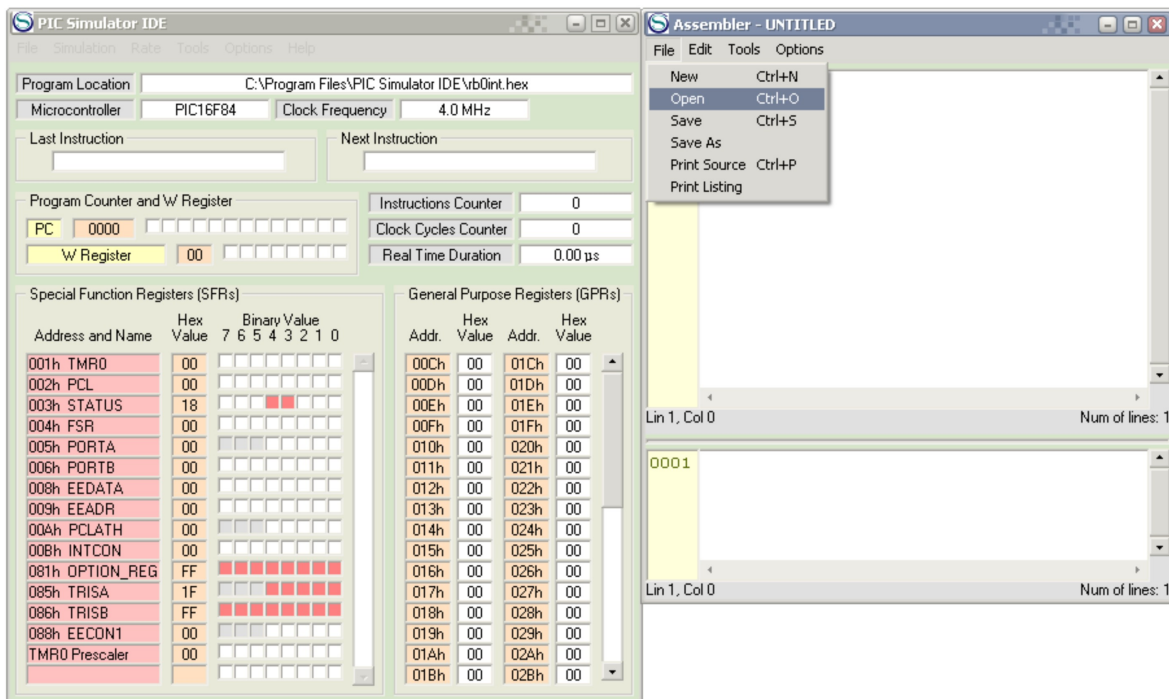 PIC Simulator IDE
File Simulation Rate Tools Options Help
Program Location C:\Program Files\PIC Simulator IDE\rb0int.hex
Microcontroller PIC16F84 Clock Frequency 4.0 MHz
Last Instruction Next Instruction
Program Counter and W Register
PC 0000
W Register 00
Instructions Counter 0
Clock Cycles Counter 0
Real Time Duration 0.00 µs
Special Function Registers (SFRs)
Hex Binary Value
Address and Name Value 7 6 5 4 3 2 1 0
001h TMR0 00
002h PCL 00
003h STATUS 18
004h FSR 00
005h PORTA 00
006h PORTB 00
008h EEDATA 00
009h EEADR 00
00Ah PCLATH 00
00Bh INTCON 00
081h OPTION_REG FF
085h TRISA 1F
086h TRISB FF
088h EECON1 00
TMR0 Prescaler 00
General Purpose Registers (GPRs)
Hex Hex
Addr. Value Addr. Value
00Ch 00 01Ch 00
00Dh 00 01Dh 00
00Eh 00 01Eh 00
00Fh 00 01Fh 00
010h 00 020h 00
011h 00 021h 00
012h 00 022h 00
013h 00 023h 00
014h 00 024h 00
015h 00 025h 00
016h 00 026h 00
017h 00 027h 00
018h 00 028h 00
019h 00 029h 00
01Ah 00 02Ah 00
01Bh 00 02Bh 00
Assembler - UNTITLED
File Edit Tools Options
New Ctrl+N
Open Ctrl+O
Save Ctrl+S
Save As
Print Source Ctrl+P
Print Listing
Lin 1, Col 0 Num of lines: 1
0001
Lin 1, Col 0 Num of lines: 1